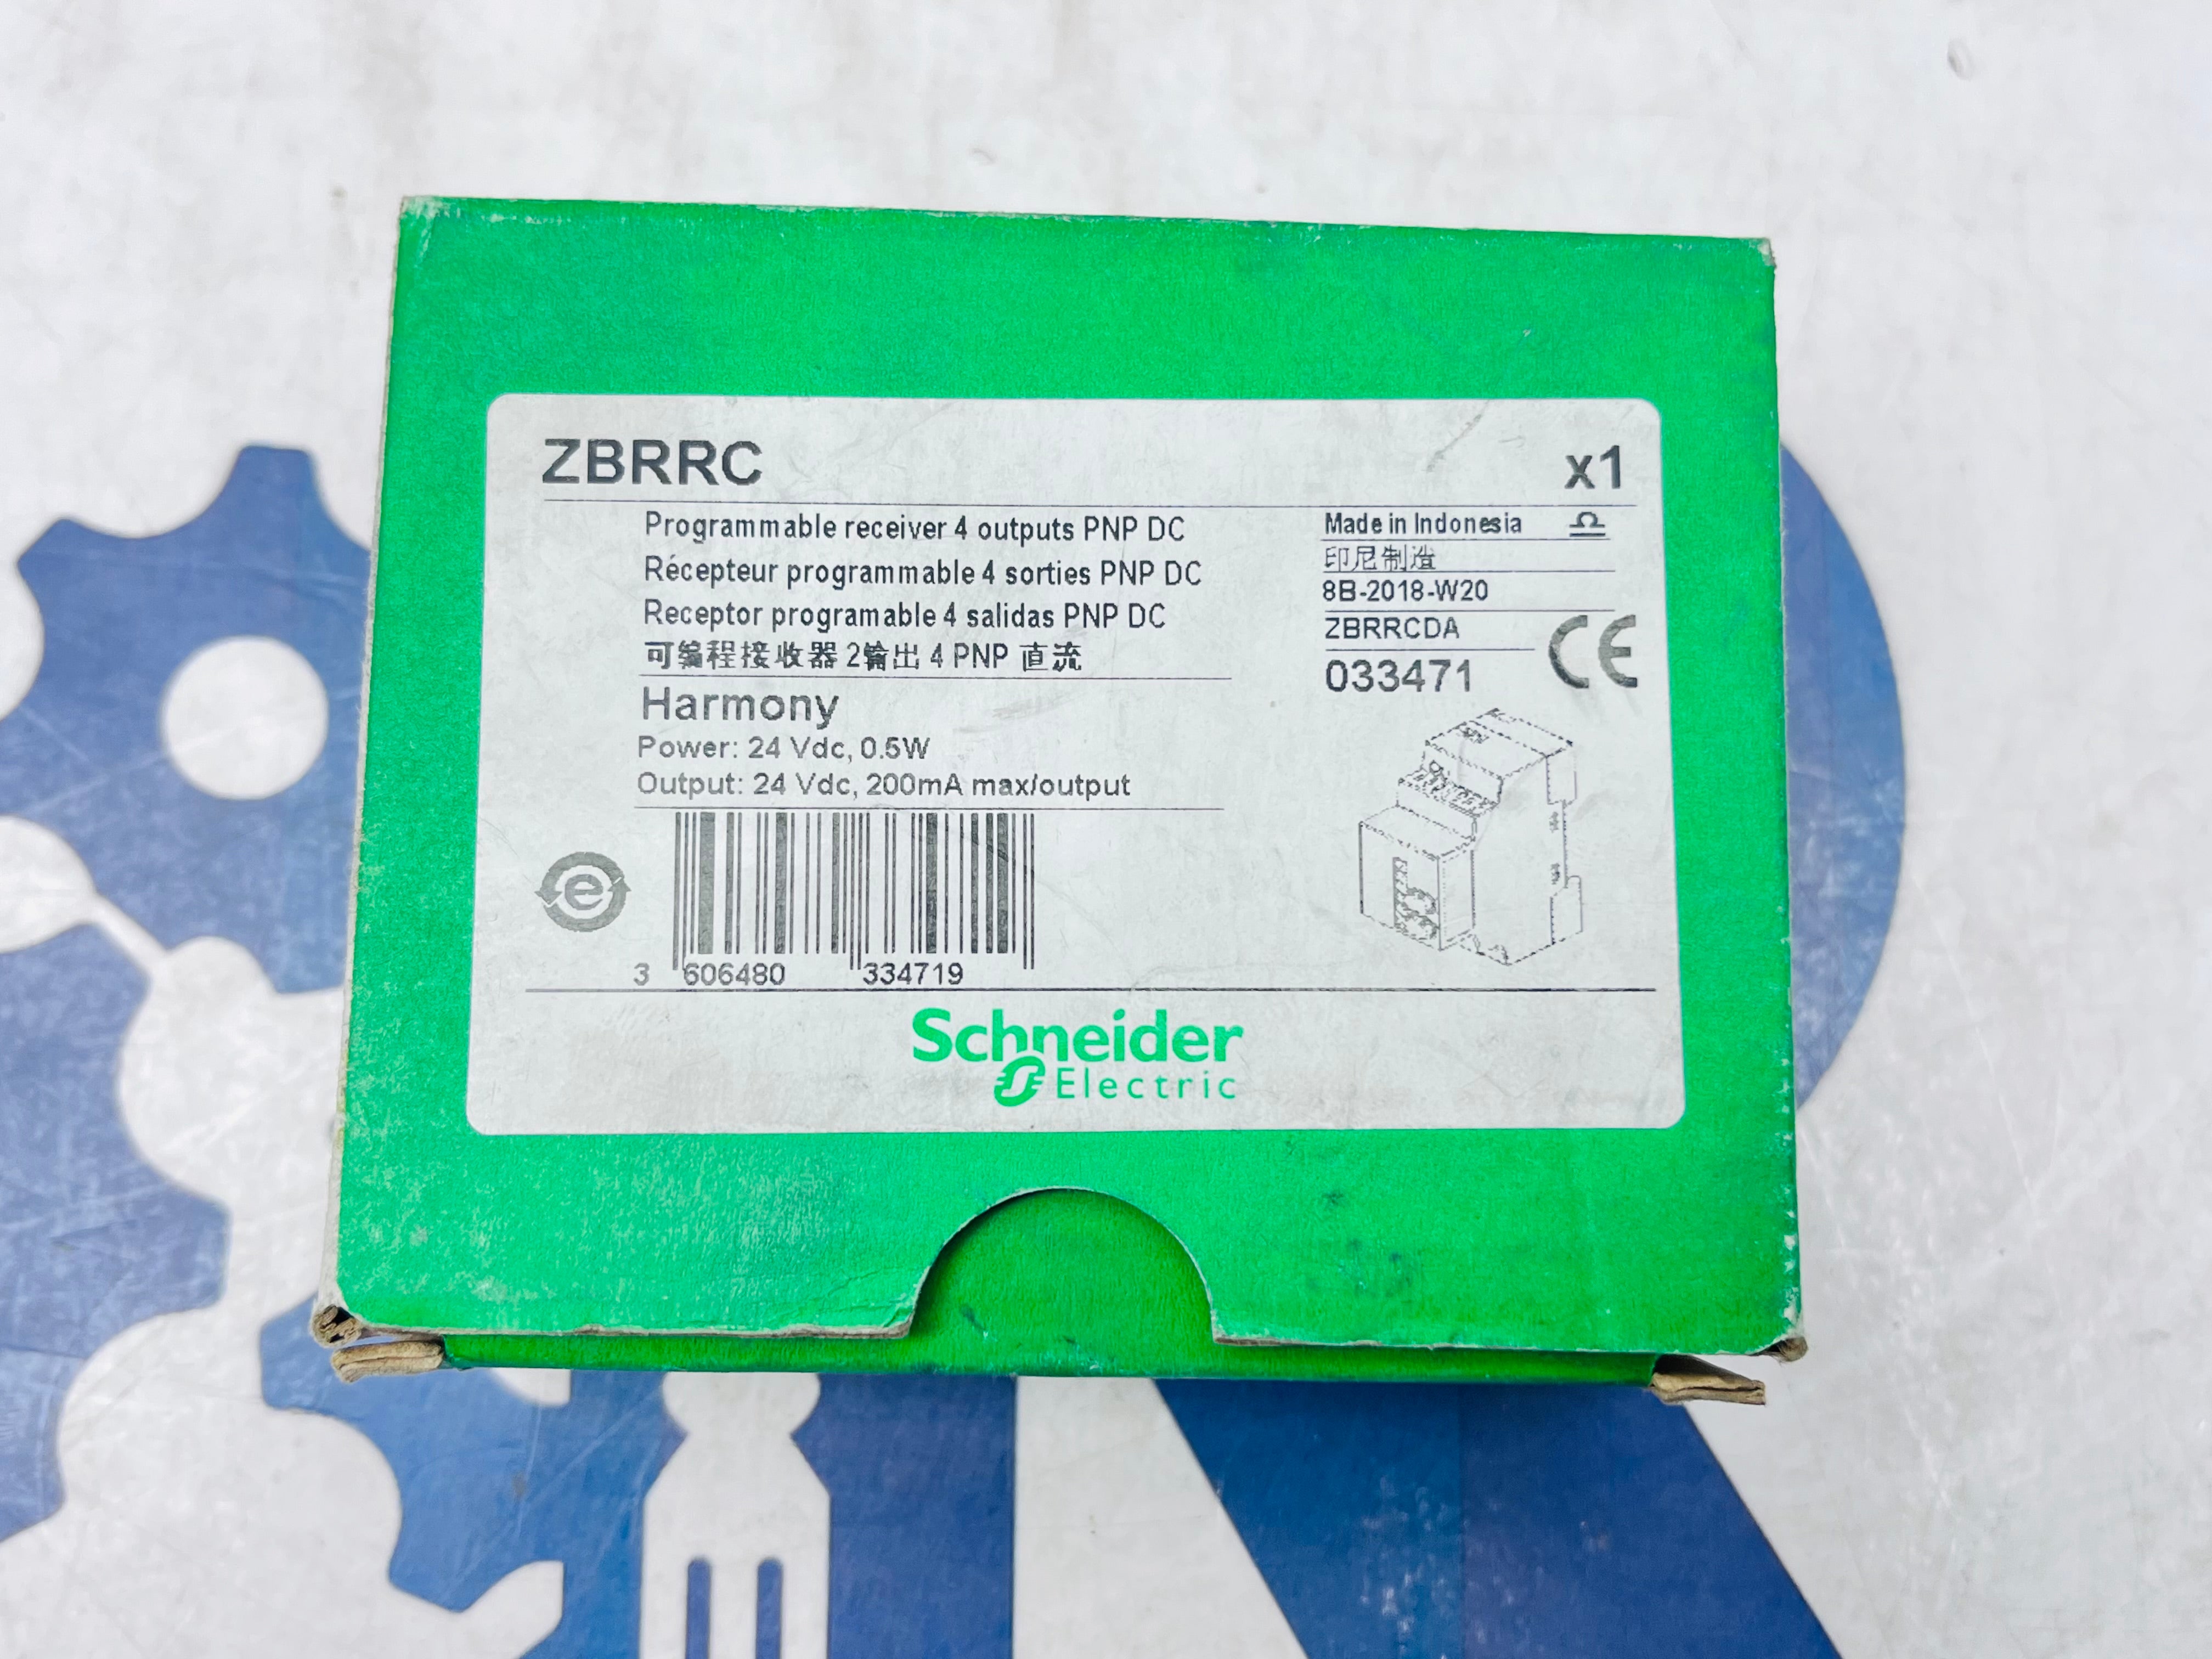 ZBRRC
x1
Programmable receiver 4 outputs PNP DC
Récepteur programmable 4 sorties PNP DC
Receptor programable 4 salidas PNP DC
可编程接收器 2输出 4 PNP 直流
Made in Indonesia
印尼制造
8B-2018-W20
ZBRRCDA
033471
CE
Harmony
Power: 24 Vdc, 0.5W
Output: 24 Vdc, 200mA max/output
e
3 606480 334719
Schneider
Electric